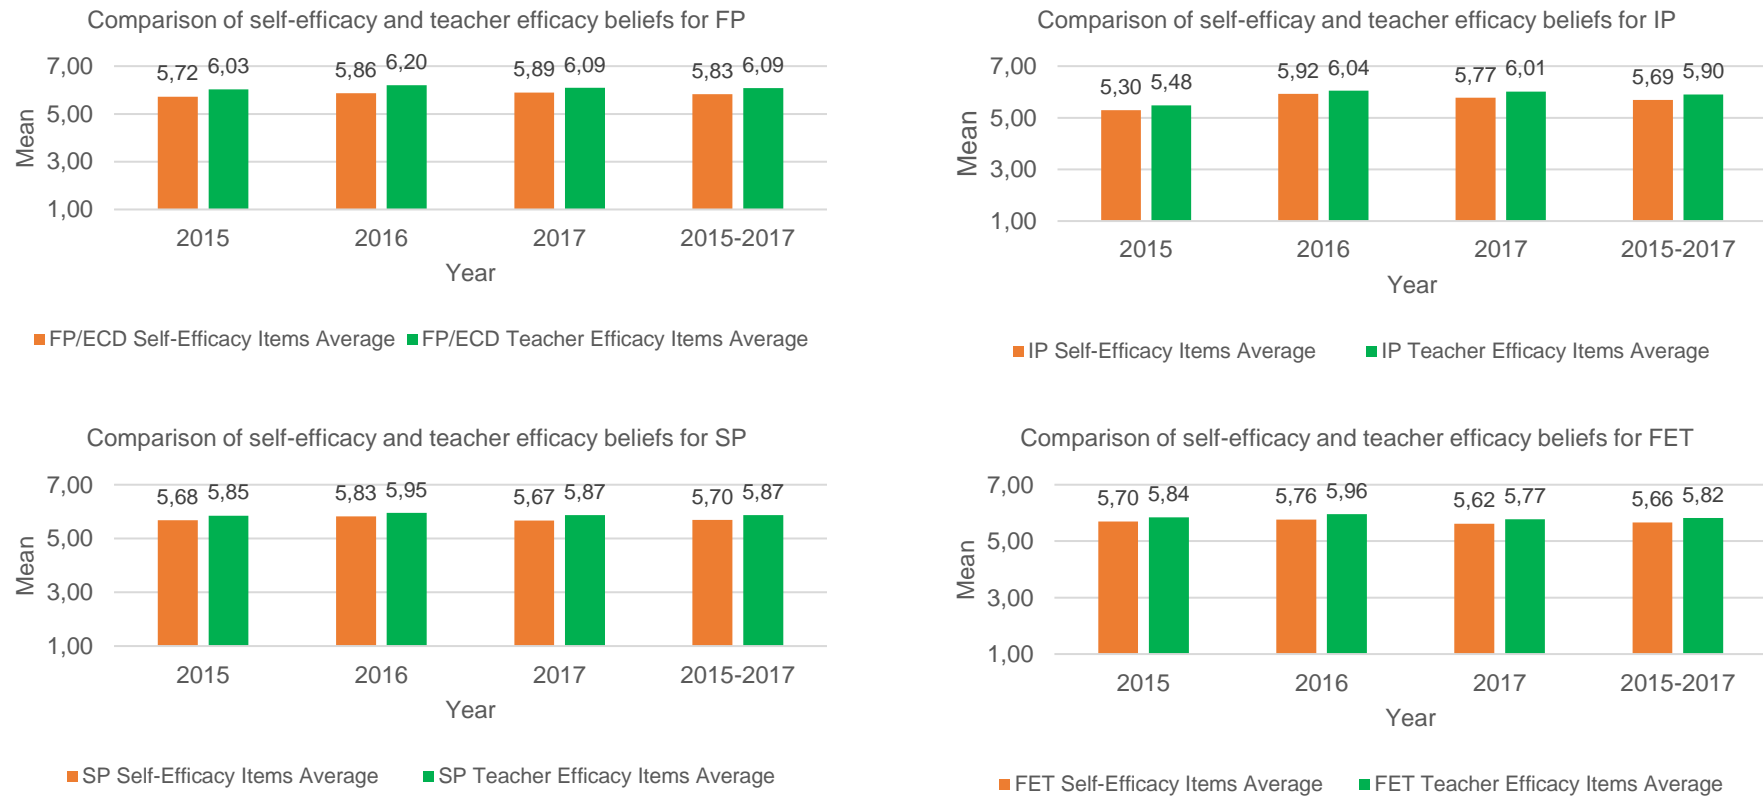 Comparison of self-efficacy and teacher efficacy beliefs for FP
7,00
5,00
3,00
1,00
Mean
5,72 6,03
5,86 6,20
5,89 6,09
5,83 6,09
2015 2016 2017 2015-2017
Year
FP/ECD Self-Efficacy Items Average FP/ECD Teacher Efficacy Items Average
Comparison of self-efficay and teacher efficacy beliefs for IP
7,00
5,00
3,00
1,00
Mean
5,30 5,48
5,92 6,04
5,77 6,01
5,69 5,90
2015 2016 2017 2015-2017
Year
IP Self-Efficacy Items Average IP Teacher Efficacy Items Average
Comparison of self-efficacy and teacher efficacy beliefs for SP
7,00
5,00
3,00
1,00
Mean
5,68 5,85
5,83 5,95
5,67 5,87
5,70 5,87
2015 2016 2017 2015-2017
Year
SP Self-Efficacy Items Average SP Teacher Efficacy Items Average
Comparison of self-efficacy and teacher efficacy beliefs for FET
7,00
5,00
3,00
1,00
Mean
5,70 5,84
5,76 5,96
5,62 5,77
5,66 5,82
2015 2016 2017 2015-2017
Year
FET Self-Efficacy Items Average FET Teacher Efficacy Items Average